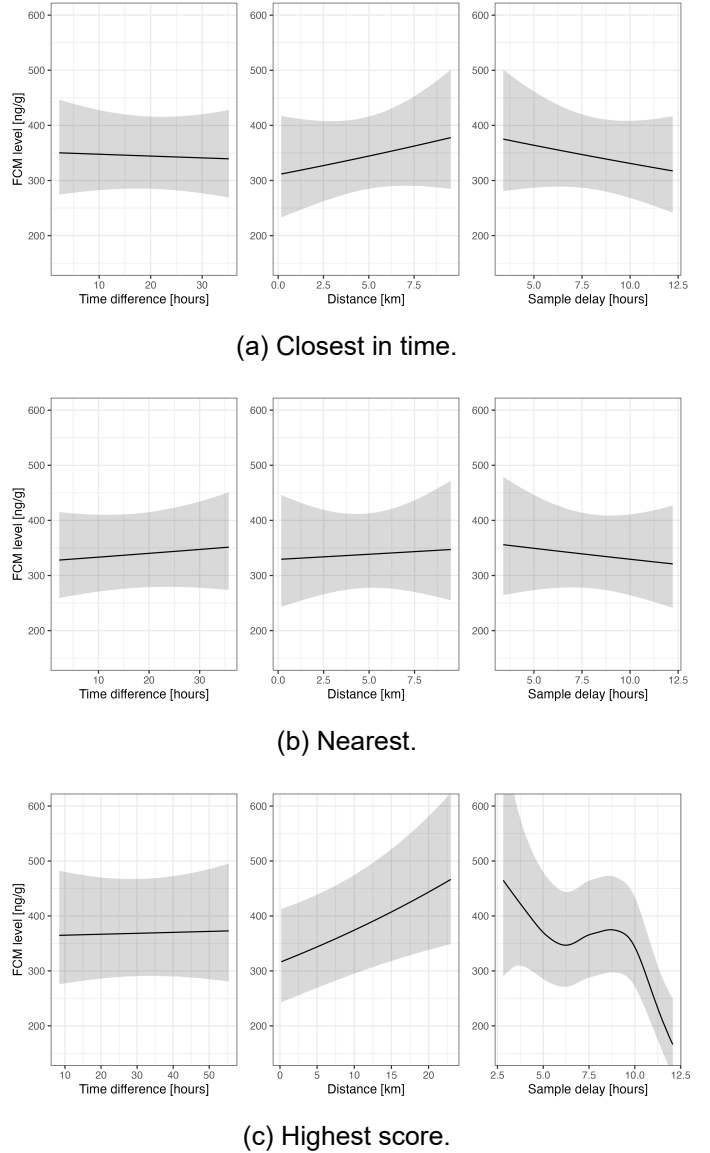 600
500
400
300
200
FCM level [ng/g]
10 20 30
Time difference [hours]
600
500
400
300
200
0.0 2.5 5.0 7.5
Distance [km]
600
500
400
300
200
5.0 7.5 10.0 12.5
Sample delay [hours]
(a) Closest in time.
600
500
400
300
200
FCM level [ng/g]
10 20 30
Time difference [hours]
600
500
400
300
200
0.0 2.5 5.0 7.5
Distance [km]
600
500
400
300
200
5.0 7.5 10.0 12.5
Sample delay [hours]
(b) Nearest.
600
500
400
300
200
FCM level [ng/g]
10 20 30 40 50
Time difference [hours]
600
500
400
300
200
0 5 10 15 20
Distance [km]
600
500
400
300
200
2.5 5.0 7.5 10.0 12.5
Sample delay [hours]
(c) Highest score.